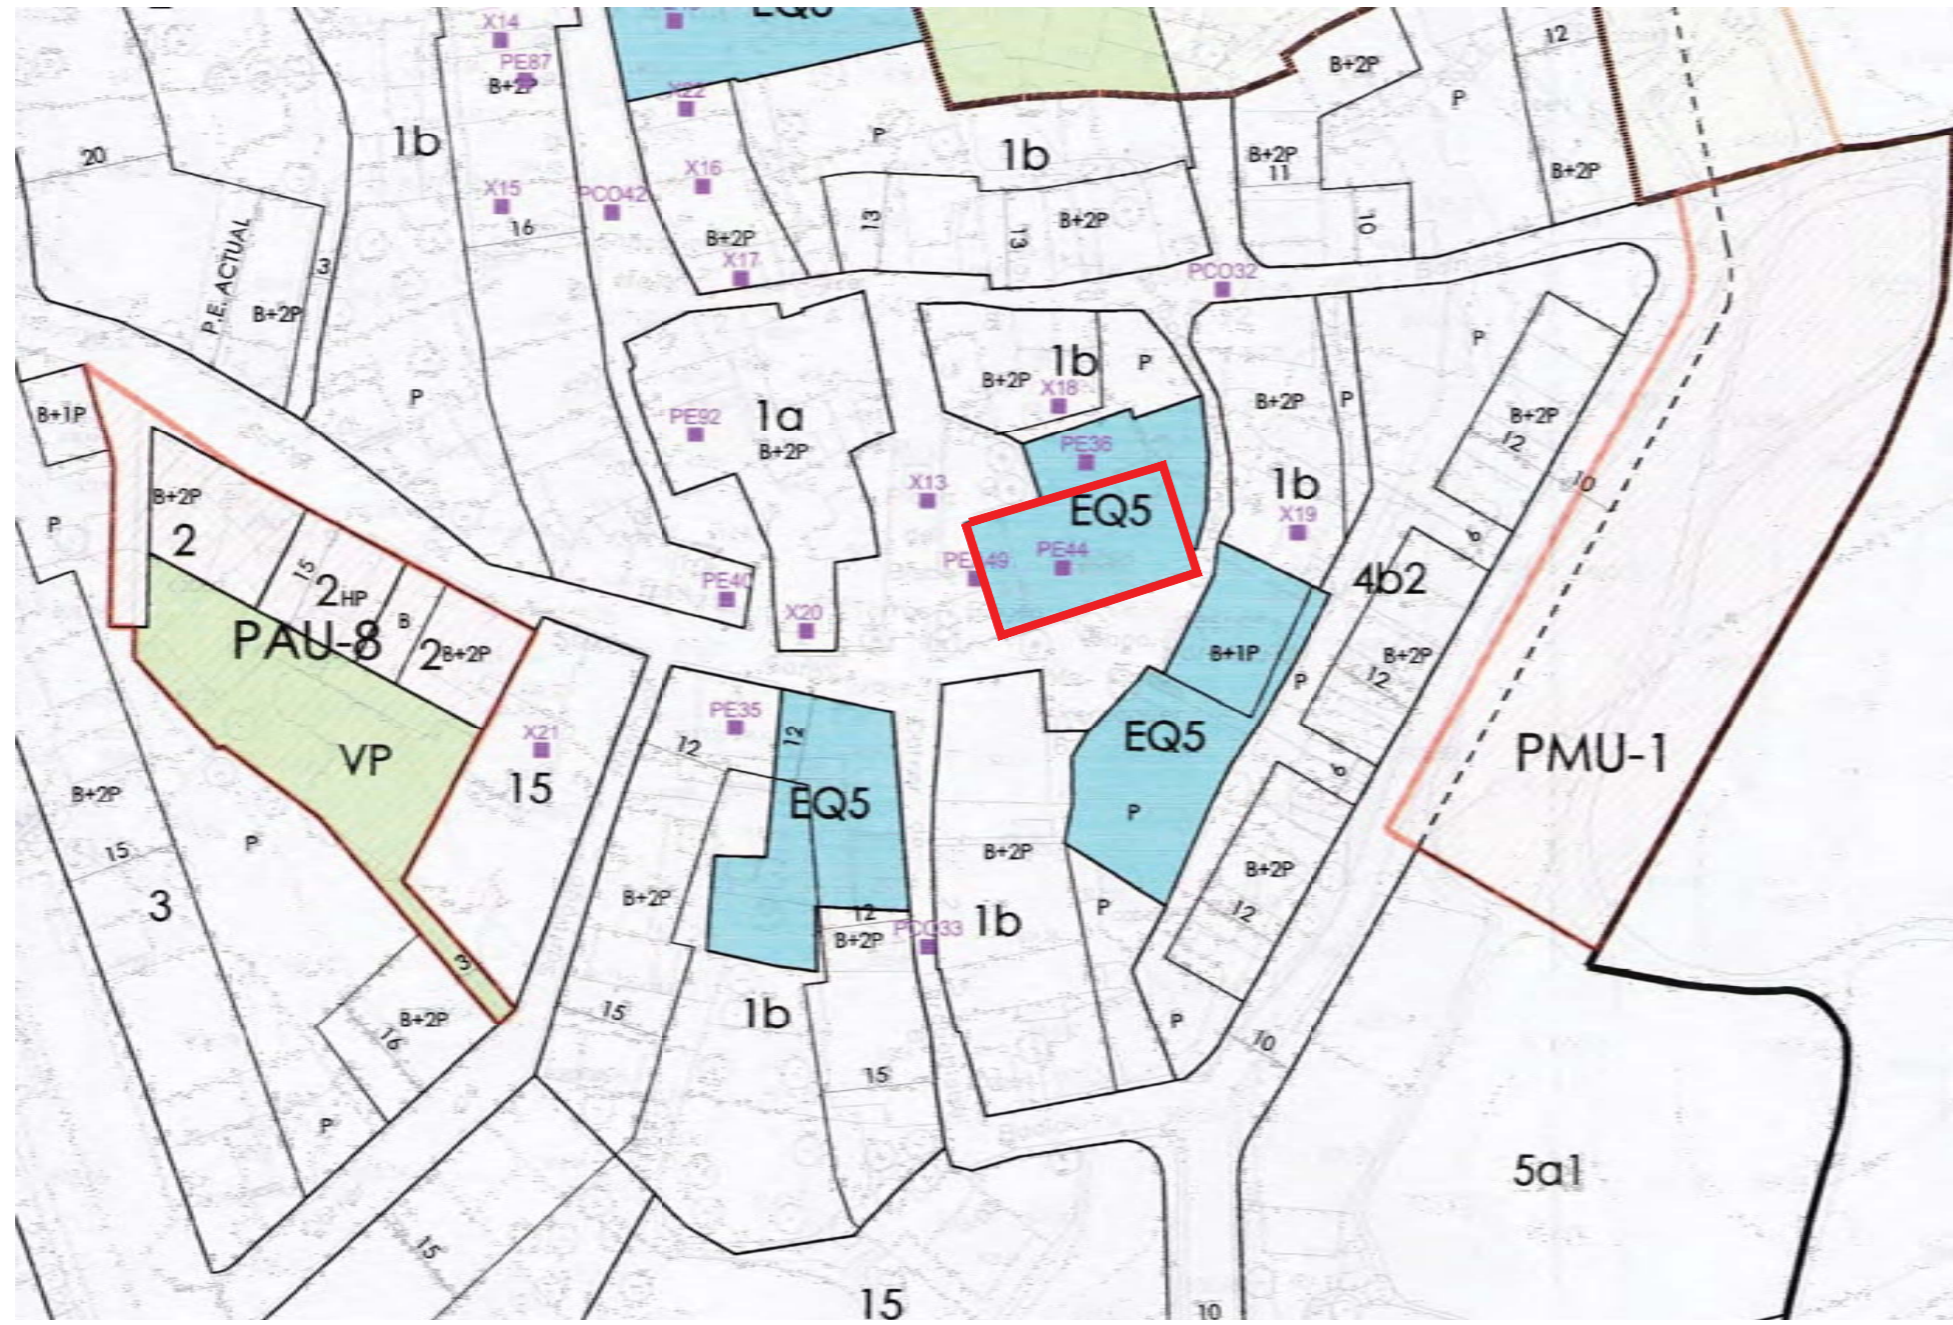 X14
EQ5
12
PE87
B+2P
B+2P
P
X22
P
1b
1b
B+2P
11
B+2P
20
X16
X15
PCO42
16
B+2P
13
13
B+2P
10
P.E. ACTUAL
3
X17
PCO32
B+2P
P
1b
P
B+2P
X18
P
B+1P
P
PE92
1a
B+2P
B+2P
P
B+2P
12
PE36
X13
EQ5
1b
X19
10
B+2P
2
P
15
2HP
B
2B+2P
PAU-8
PE44
PE40
X20
6
4b2
B+1P
P
B+2P
12
VP
X21
15
PE35
12
12
EQ5
EQ5
P
6
PMU-1
B+2P
15
3
P
B+2P
12
B+2P
PCO33
B+2P
1b
P
B+2P
12
3
B+2P
16
15
1b
P
10
15
P
15
5a1
15
10